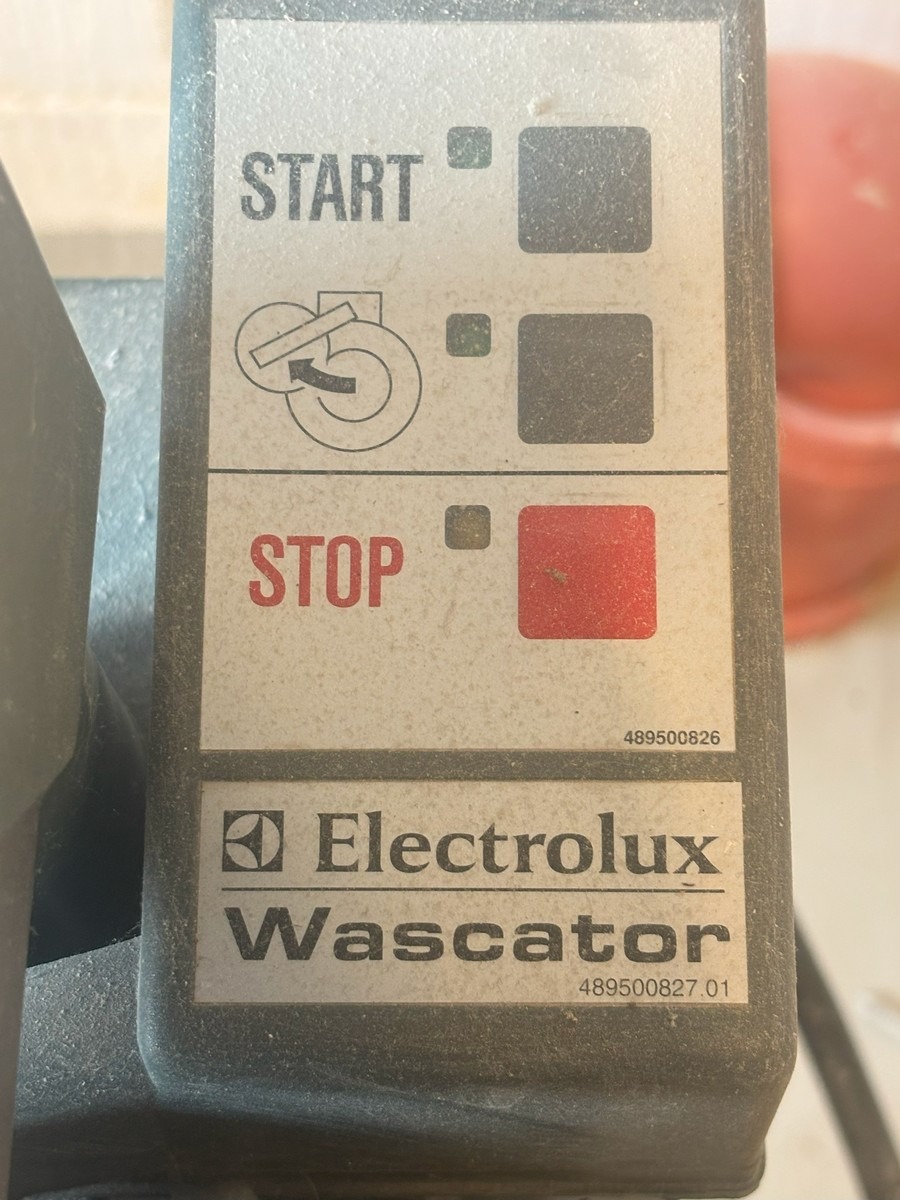 START
STOP
489500826
Electrolux
Wascator
489500827.01